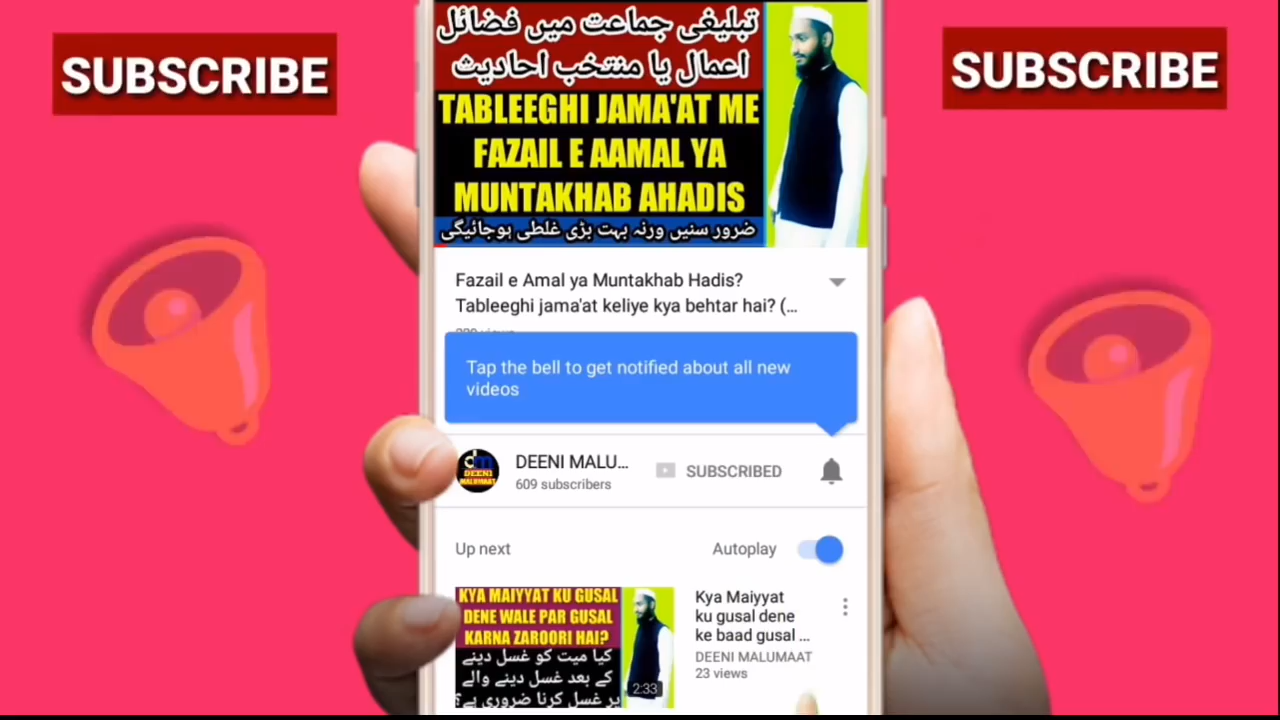 SUBSCRIBE
SUBSCRIBE
تبلیغی جماعت میں فضائل
اعمال یا منتخب احادیث
TABLEEGHI JAMA'AT ME
FAZAIL E AAMAL YA
MUNTAKHAB AHADIS
ضرور سنیں ورنہ بہت بڑی غلطی ہوجائیگی
Fazail e Amal ya Muntakhab Hadis?
Tableeghi jama'at keliye kya behtar hai? (...
views
Tap the bell to get notified about all new
videos
dm
DEENI
MALUMAAT
DEENI MALU...
609 subscribers
SUBSCRIBED
Up next
Autoplay
KYA MAIYYAT KU GUSAL
DENE WALE PAR GUSAL
KARNA ZAROORI HAI?
کیا میت کو غسل دینے
کے بعد غسل دینے والے
پر غسل کرنا ضروری ہے؟
2:33
Kya Maiyyat
ku gusal dene
ke baad gusal ...
DEENI MALUMAAT
23 views